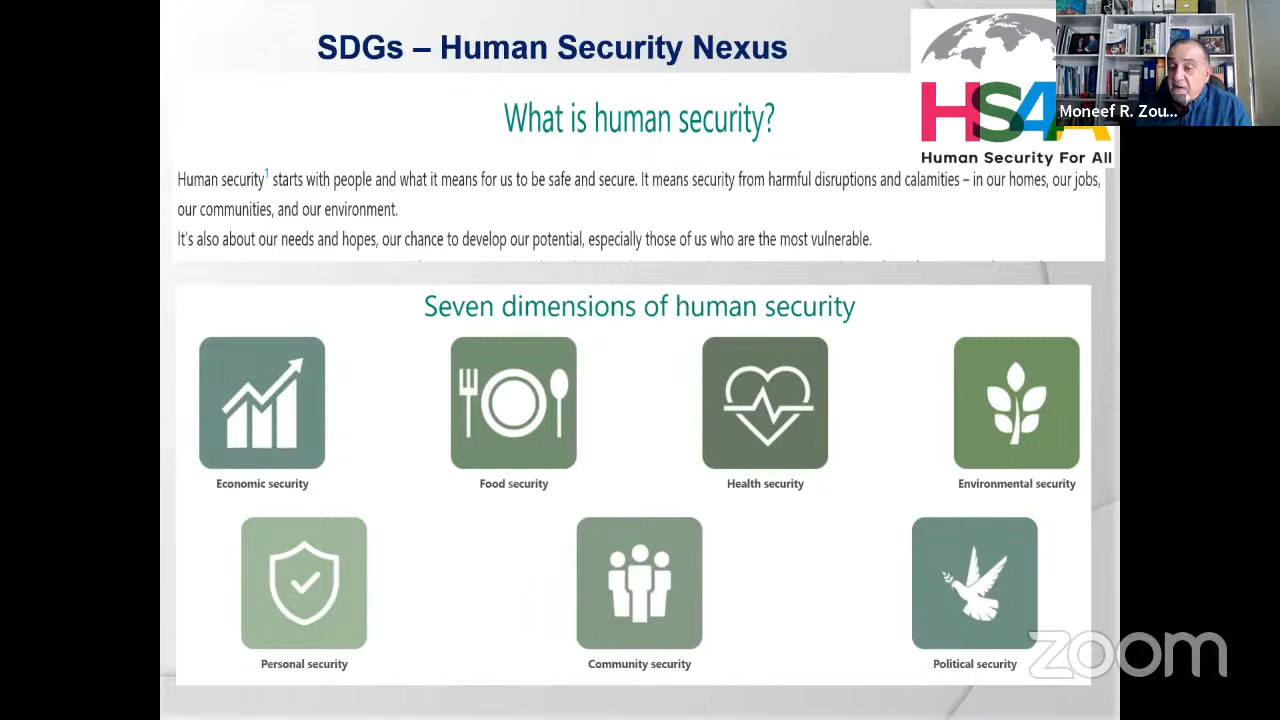 SDGs – Human Security Nexus
HS4A
Human Security For All
Moneef R. Zou...
What is human security?
Human security1 starts with people and what it means for us to be safe and secure. It means security from harmful disruptions and calamities – in our homes, our jobs,
our communities, and our environment.
It's also about our needs and hopes, our chance to develop our potential, especially those of us who are the most vulnerable.
Seven dimensions of human security
Economic security
Food security
Health security
Environmental security
Personal security
Community security
Political security
zoom